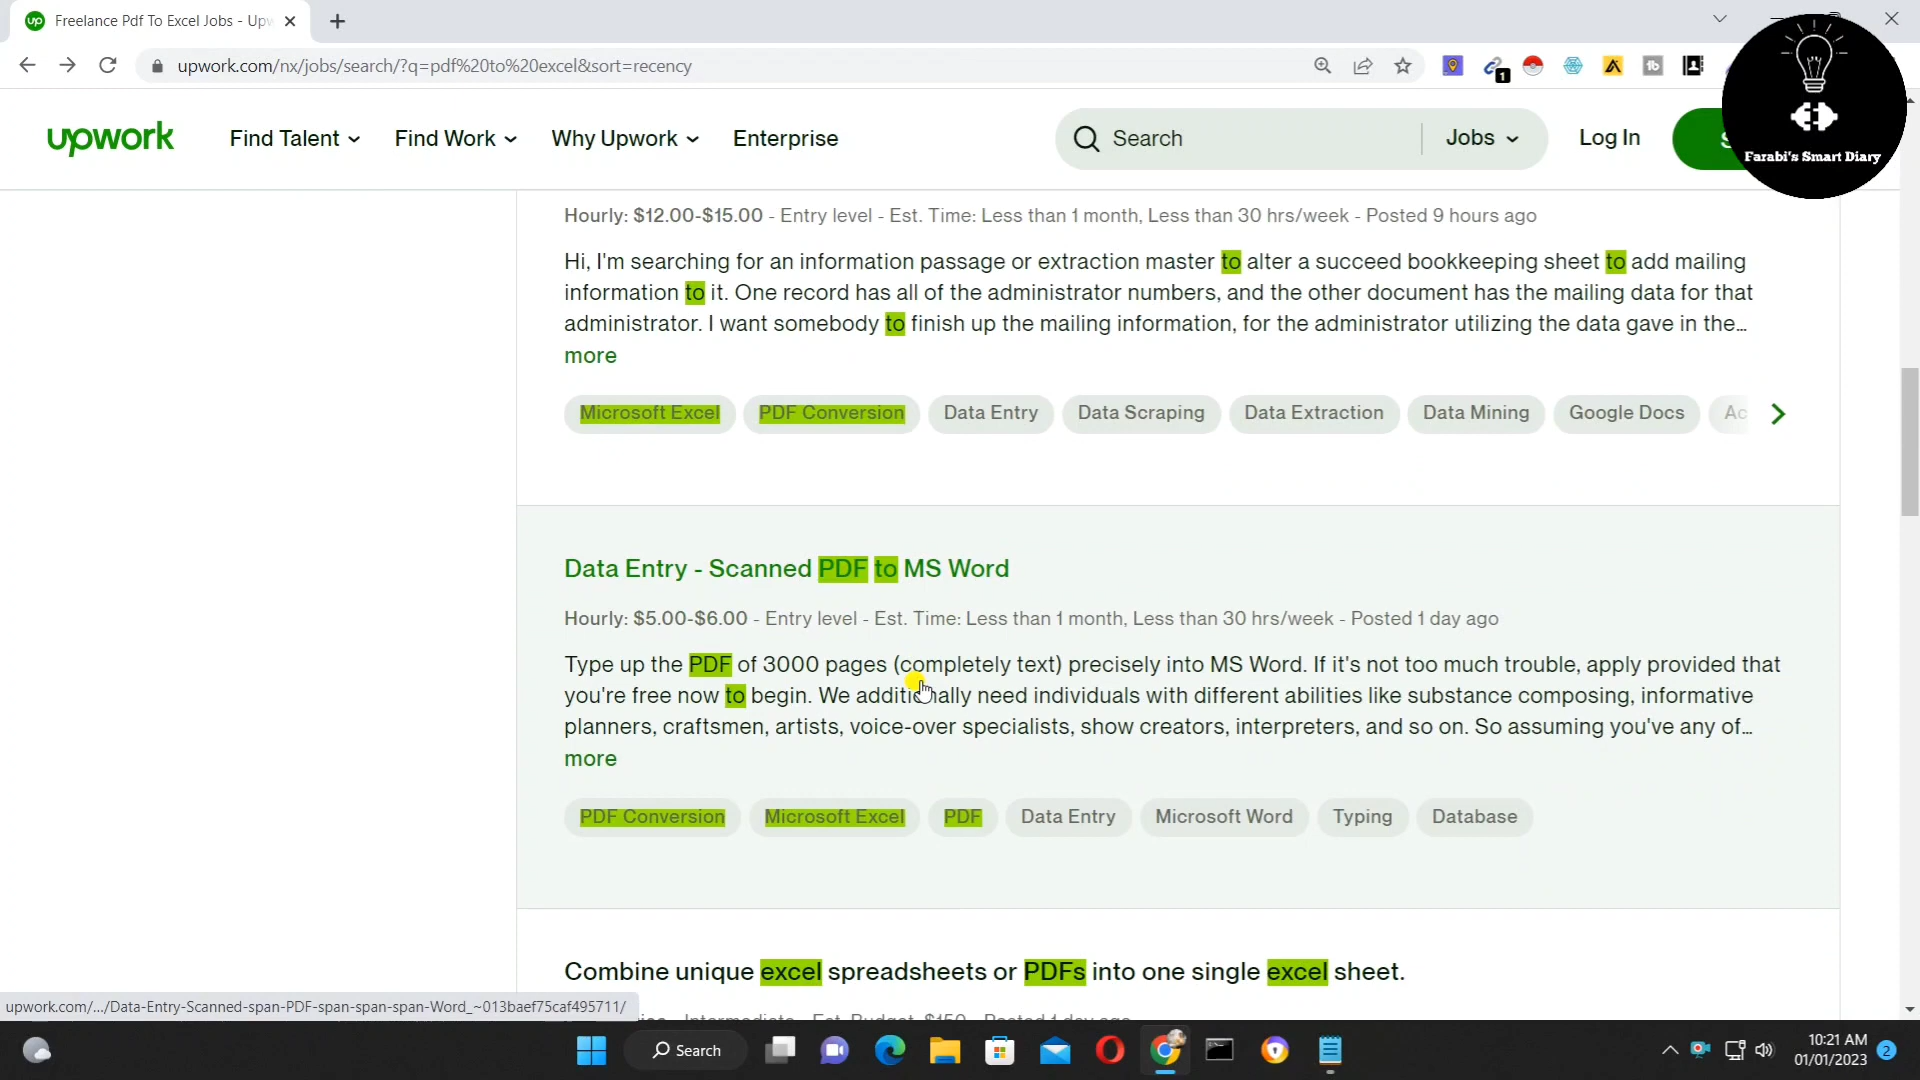 Freelance Pdf To Excel Jobs - Upw
upwork.com/nx/jobs/search/?q=pdf%20to%20excel&sort=recency
1
upwork
Find Talent
Find Work
Why Upwork
Enterprise
Search
Jobs
Log In
Farabi's Smart Diary
Hourly: $12.00-$15.00 - Entry level - Est. Time: Less than 1 month, Less than 30 hrs/week - Posted 9 hours ago
Hi, I'm searching for an information passage or extraction master to alter a succeed bookkeeping sheet to add mailing
information to it. One record has all of the administrator numbers, and the other document has the mailing data for that
administrator. I want somebody to finish up the mailing information, for the administrator utilizing the data gave in the...
more
Microsoft Excel
PDF Conversion
Data Entry
Data Scraping
Data Extraction
Data Mining
Google Docs
Ac
Data Entry - Scanned PDF to MS Word
Hourly: $5.00-$6.00 - Entry level - Est. Time: Less than 1 month, Less than 30 hrs/week - Posted 1 day ago
Type up the PDF of 3000 pages (completely text) precisely into MS Word. If it's not too much trouble, apply provided that
you're free now to begin. We additionally need individuals with different abilities like substance composing, informative
planners, craftsmen, artists, voice-over specialists, show creators, interpreters, and so on. So assuming you've any of...
more
PDF Conversion
Microsoft Excel
PDF
Data Entry
Microsoft Word
Typing
Database
Combine unique excel spreadsheets or PDFs into one single excel sheet.
Intermediate - Est. Budget: $150 - Posted 1 day ago
upwork.com/.../Data-Entry-Scanned-span-PDF-span-span-span-Word_~013baef75caf495711/
Search
10:21 AM
01/01/2023
2